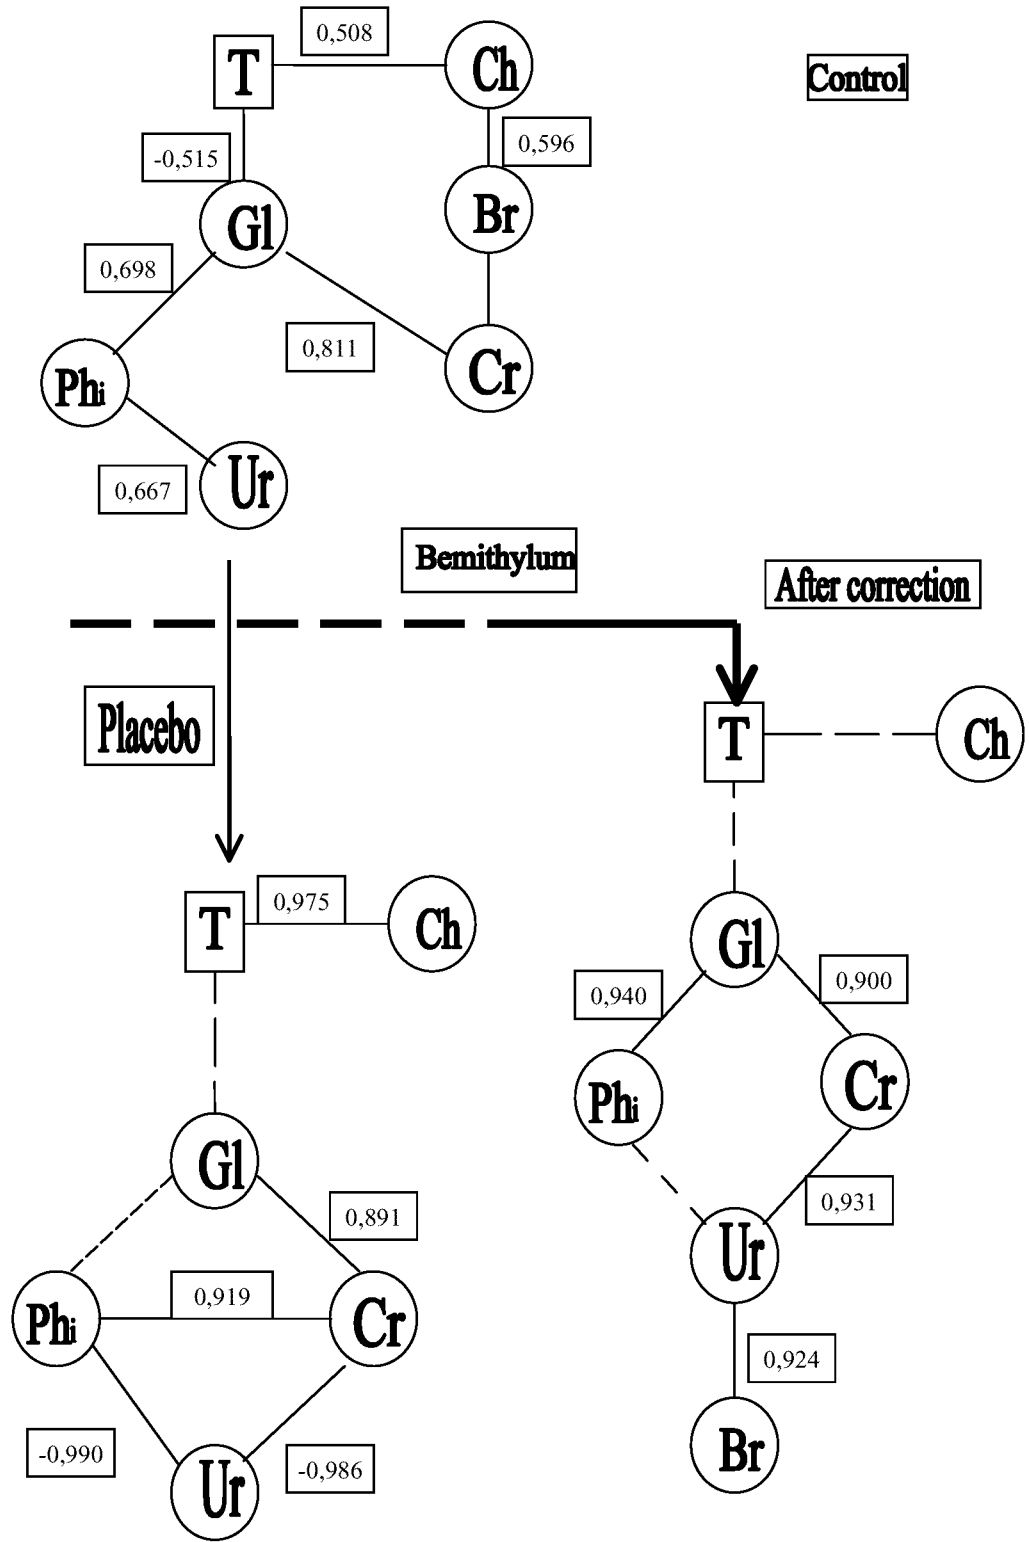 0,508
T
Ch
Control
-0,515
0,596
Gl
Br
0,698
0,811
Phi
Cr
0,667
Ur
Bemithylum
After correction
Placebo
T
Ch
0,975
T
Ch
Gl
0,940
0,900
Phi
Cr
Gl
0,891
0,931
Ur
0,919
Phi
Cr
0,924
-0,990
-0,986
Br
Ur